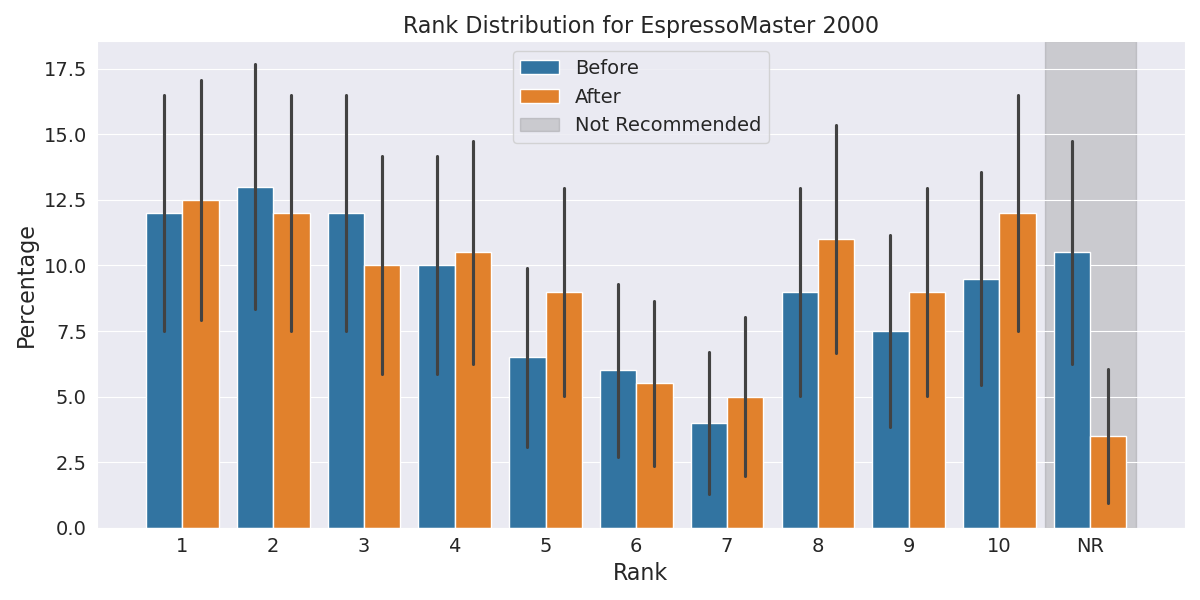 Rank Distribution for EspressoMaster 2000
Before
After
Not Recommended
Percentage
17.5
15.0
12.5
10.0
7.5
5.0
2.5
0.0
1 2 3 4 5 6 7 8 9 10 NR
Rank